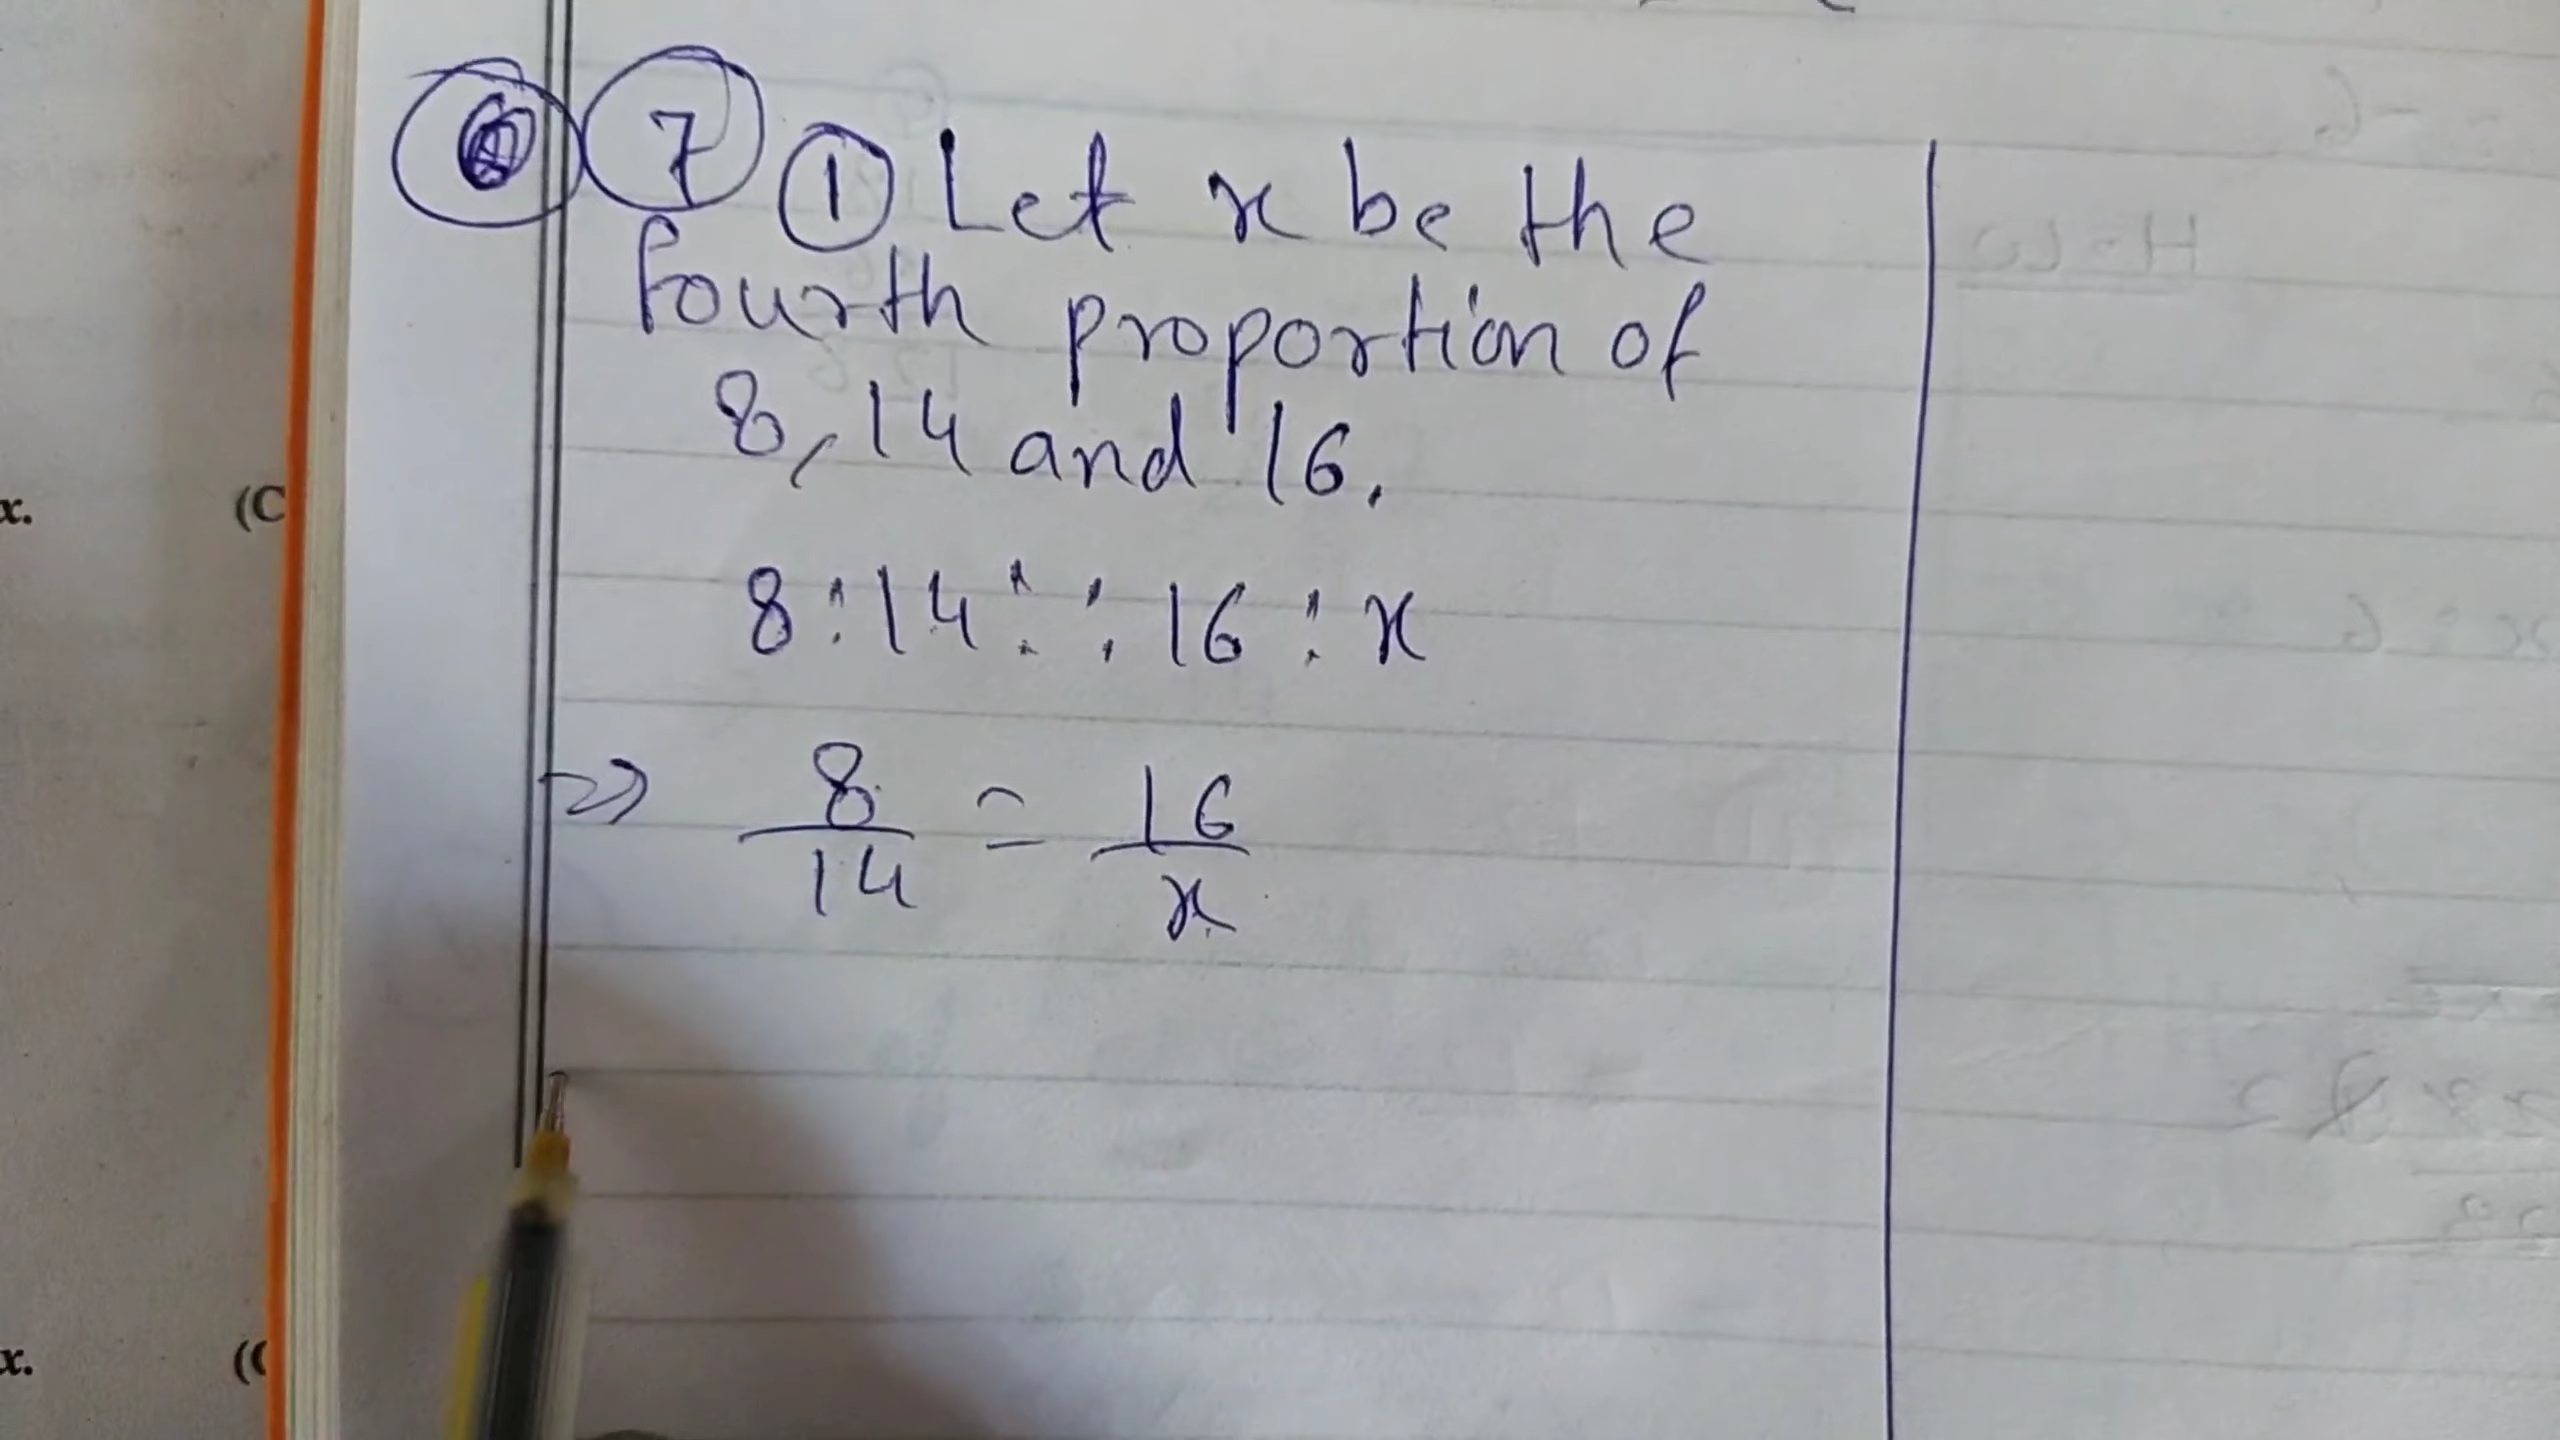 7 1 Let x be the
fourth proportion of
8, 14 and 16.
8 : 14 :: 16 : x
⇒ 8/14 = 16/x
x.
(C
x.